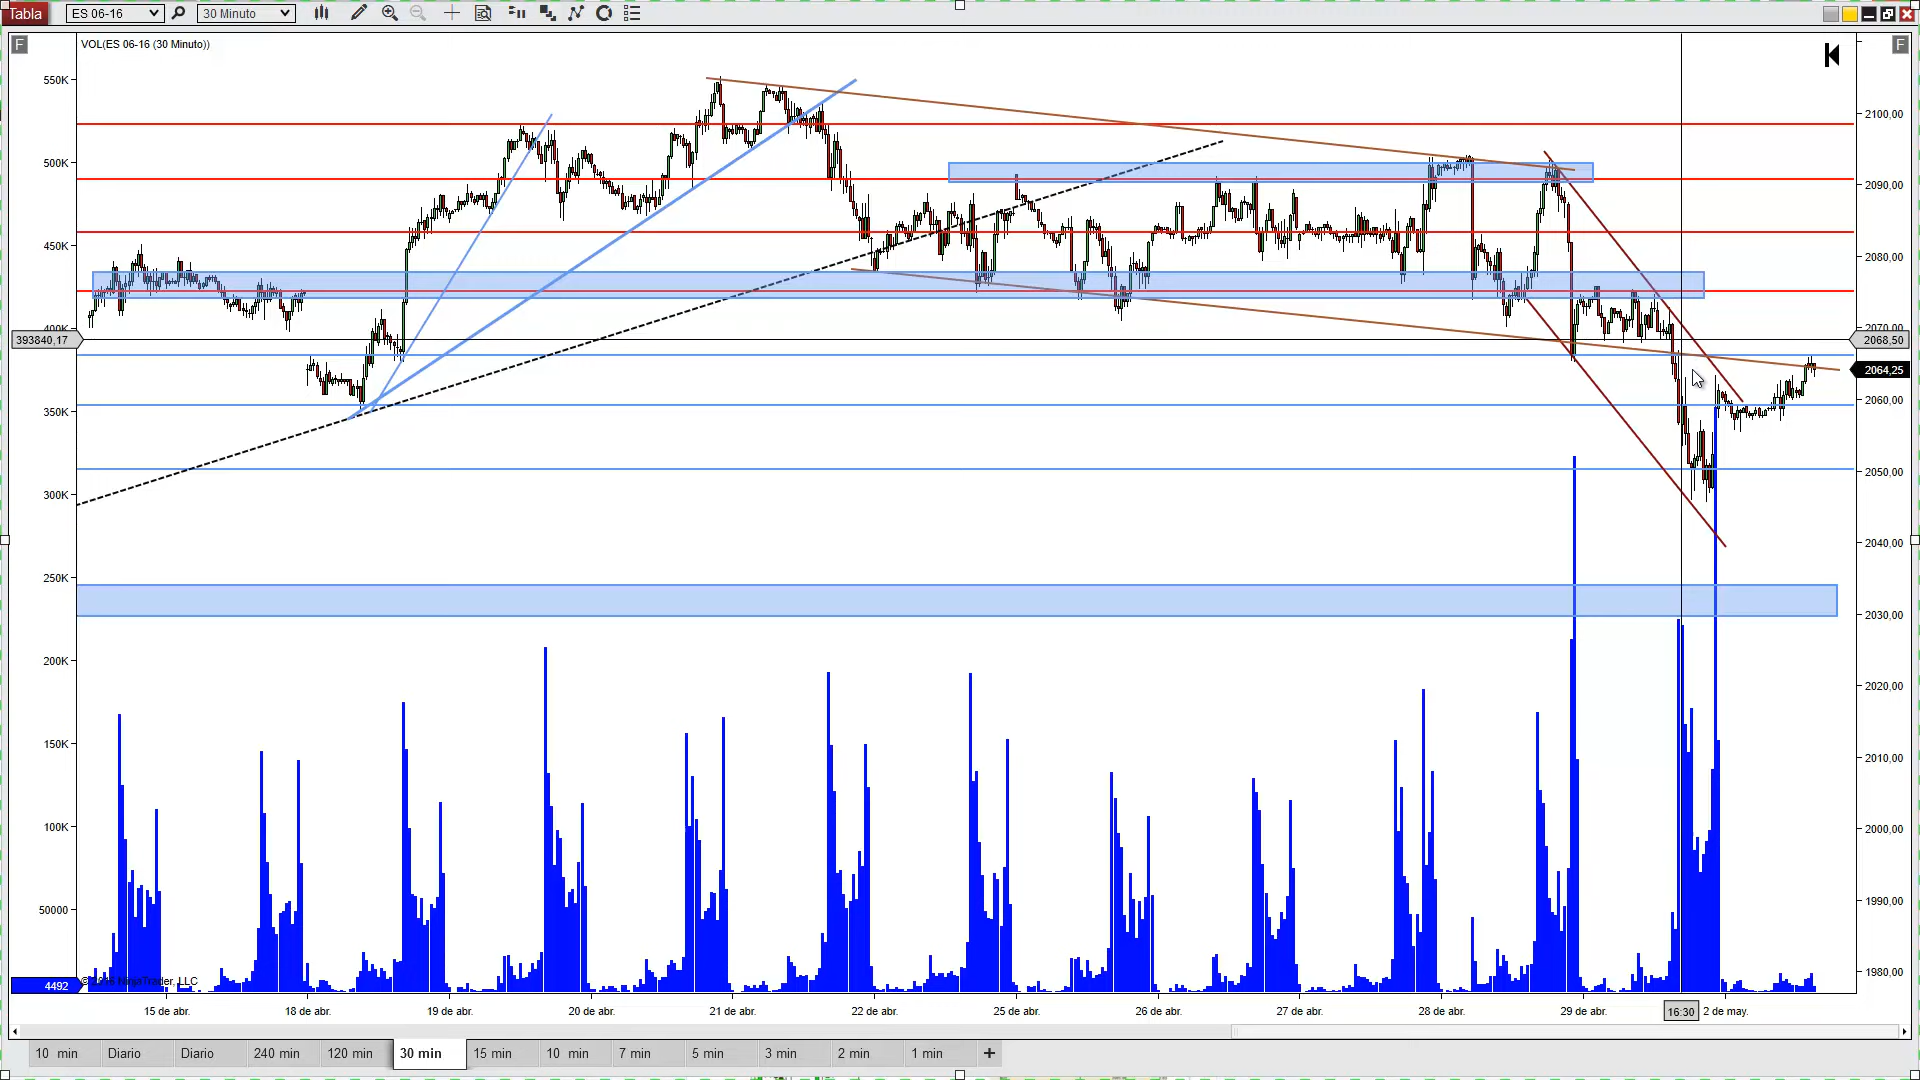 Tabla
ES 06-16
30 Minuto
F
F
VOL(ES 06-16 (30 Minuto))
550K
500K
450K
400K
393840,17
350K
300K
250K
200K
150K
100K
50000
4492
2100,00
2090,00
2080,00
2070,00
2068,50
2064,25
2060,00
2050,00
2040,00
2030,00
2020,00
2010,00
2000,00
1990,00
1980,00
© 2016 NinjaTrader, LLC
15 de abr.
18 de abr.
19 de abr.
20 de abr.
21 de abr.
22 de abr.
25 de abr.
26 de abr.
27 de abr.
28 de abr.
29 de abr.
16:30
2 de may.
10 min
Diario
Diario
240 min
120 min
30 min
15 min
10 min
7 min
5 min
3 min
2 min
1 min